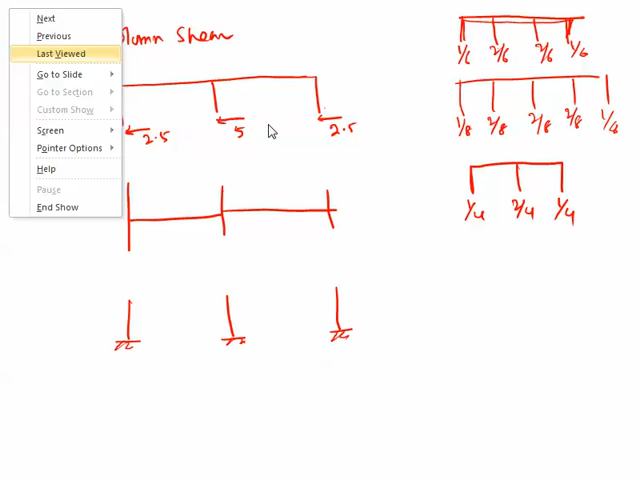 Next
Previous
Last Viewed
Go to Slide
Go to Section
Custom Show
Screen
Pointer Options
Help
Pause
End Show
olumn Shear
2.5 5 2.5
1/6 2/6 2/6 1/6
1/8 2/8 2/8 2/8 1/8
1/4 2/4 1/4